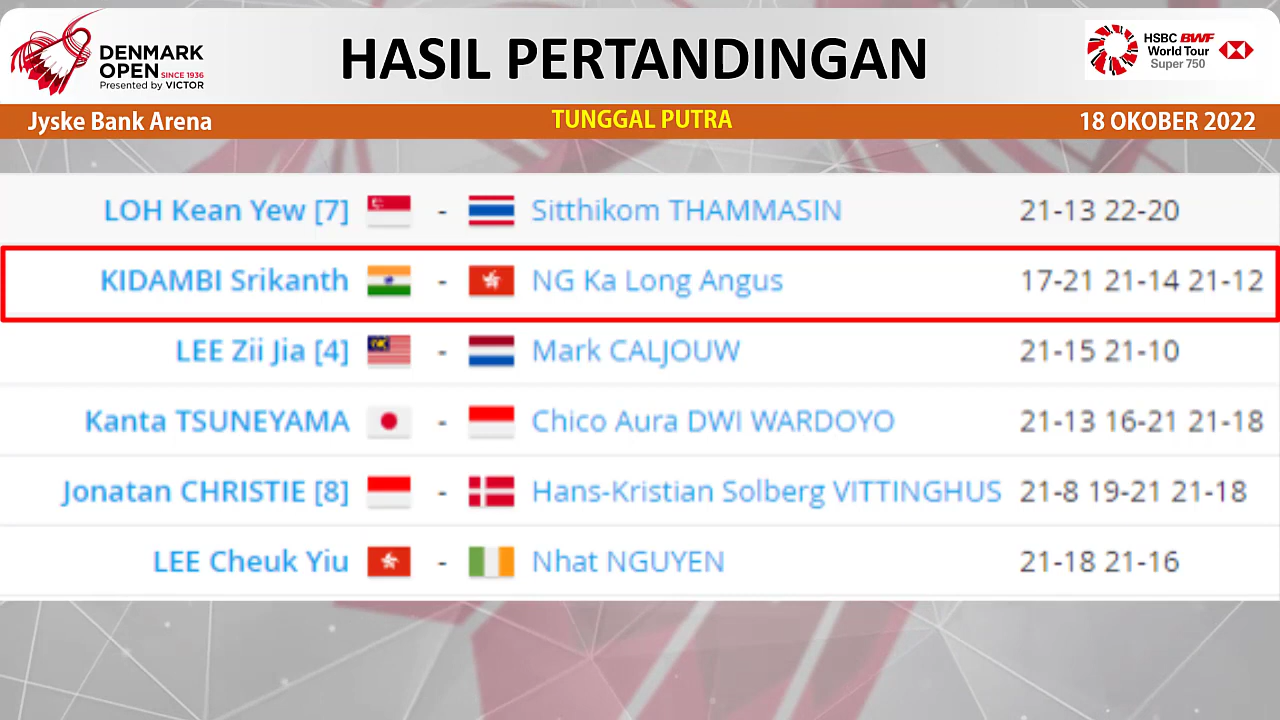 DENMARK
OPEN SINCE 1936
Presented by VICTOR
HASIL PERTANDINGAN
HSBC BWF
World Tour
Super 750
Jyske Bank Arena
TUNGGAL PUTRA
18 OKOBER 2022
LOH Kean Yew [7] - Sitthikom THAMMASIN 21-13 22-20
KIDAMBI Srikanth - NG Ka Long Angus 17-21 21-14 21-12
LEE Zii Jia [4] - Mark CALJOUW 21-15 21-10
Kanta TSUNEYAMA - Chico Aura DWI WARDOYO 21-13 16-21 21-18
Jonatan CHRISTIE [8] - Hans-Kristian Solberg VITTINGHUS 21-8 19-21 21-18
LEE Cheuk Yiu - Nhat NGUYEN 21-18 21-16